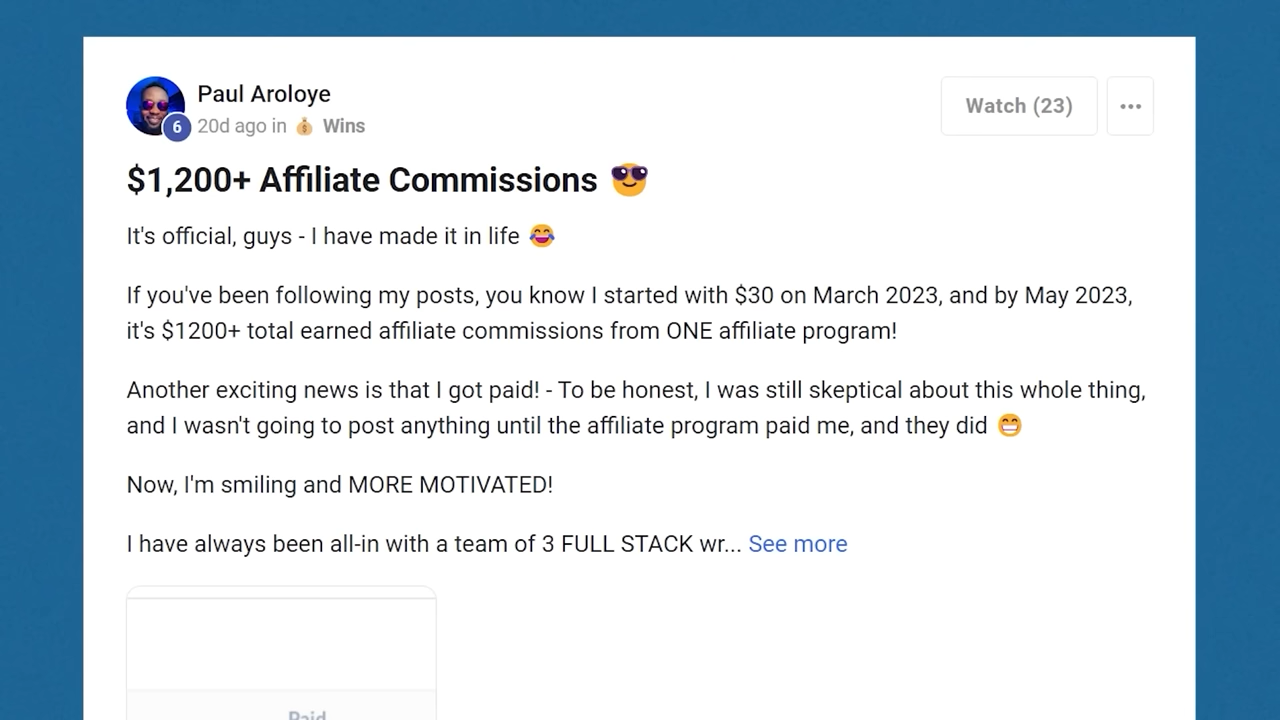 Paul Aroloye
6
20d ago in 💰 Wins
Watch (23)
$1,200+ Affiliate Commissions 😎
It's official, guys - I have made it in life 😂
If you've been following my posts, you know I started with $30 on March 2023, and by May 2023,
it's $1200+ total earned affiliate commissions from ONE affiliate program!
Another exciting news is that I got paid! - To be honest, I was still skeptical about this whole thing,
and I wasn't going to post anything until the affiliate program paid me, and they did 😁
Now, I'm smiling and MORE MOTIVATED!
I have always been all-in with a team of 3 FULL STACK wr... See more
Paid